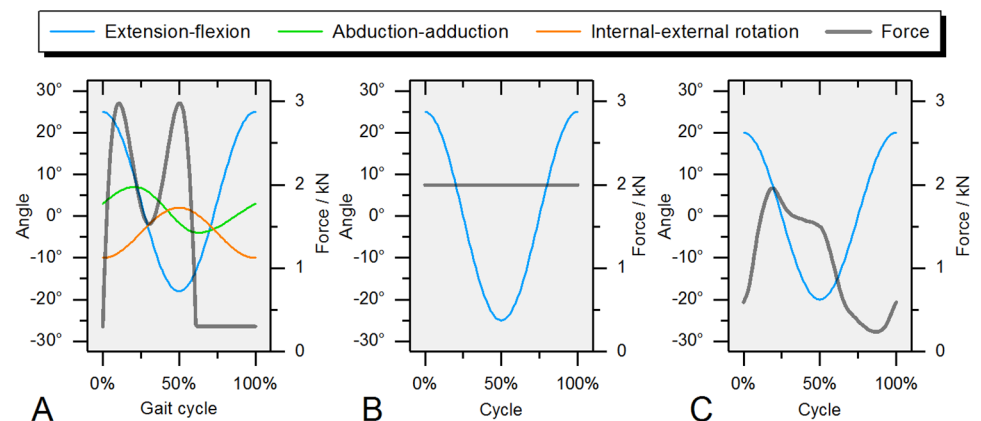 Extension-flexion Abduction-adduction Internal-external rotation Force
30°
20°
10°
0°
-10°
-20°
-30°
Angle
3
2
1
0
Force / kN
0% 50% 100%
Gait cycle
A
30°
20°
10°
0°
-10°
-20°
-30°
Angle
3
2
1
0
Force / kN
0% 50% 100%
Cycle
B
30°
20°
10°
0°
-10°
-20°
-30°
Angle
3
2
1
0
Force / kN
0% 50% 100%
Cycle
C